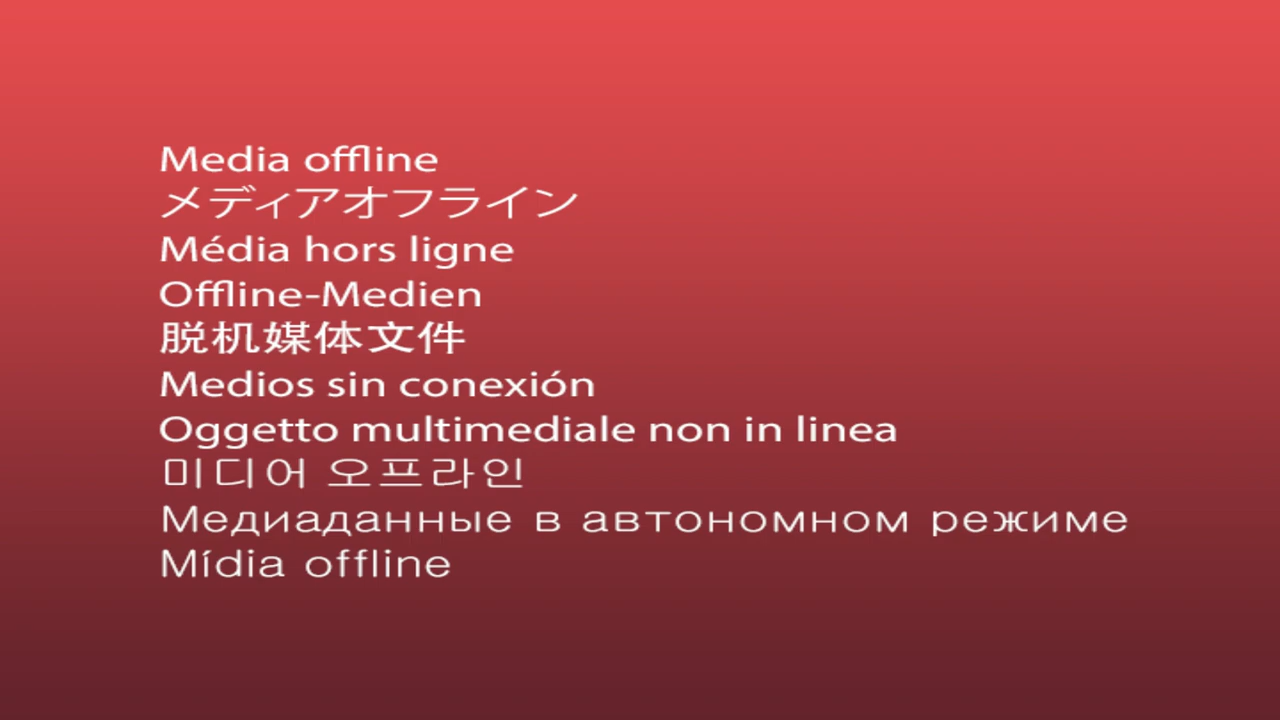 Media offline
メディアオフライン
Média hors ligne
Offline-Medien
脱机媒体文件
Medios sin conexión
Oggetto multimediale non in linea
미디어 오프라인
Медиаданные в автономном режиме
Mídia offline